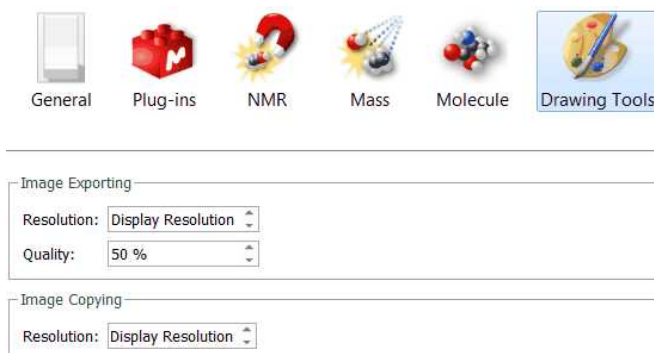 General Plug-ins NMR Mass Molecule Drawing Tools
Image Exporting
Resolution: Display Resolution
Quality: 50 %
Image Copying
Resolution: Display Resolution